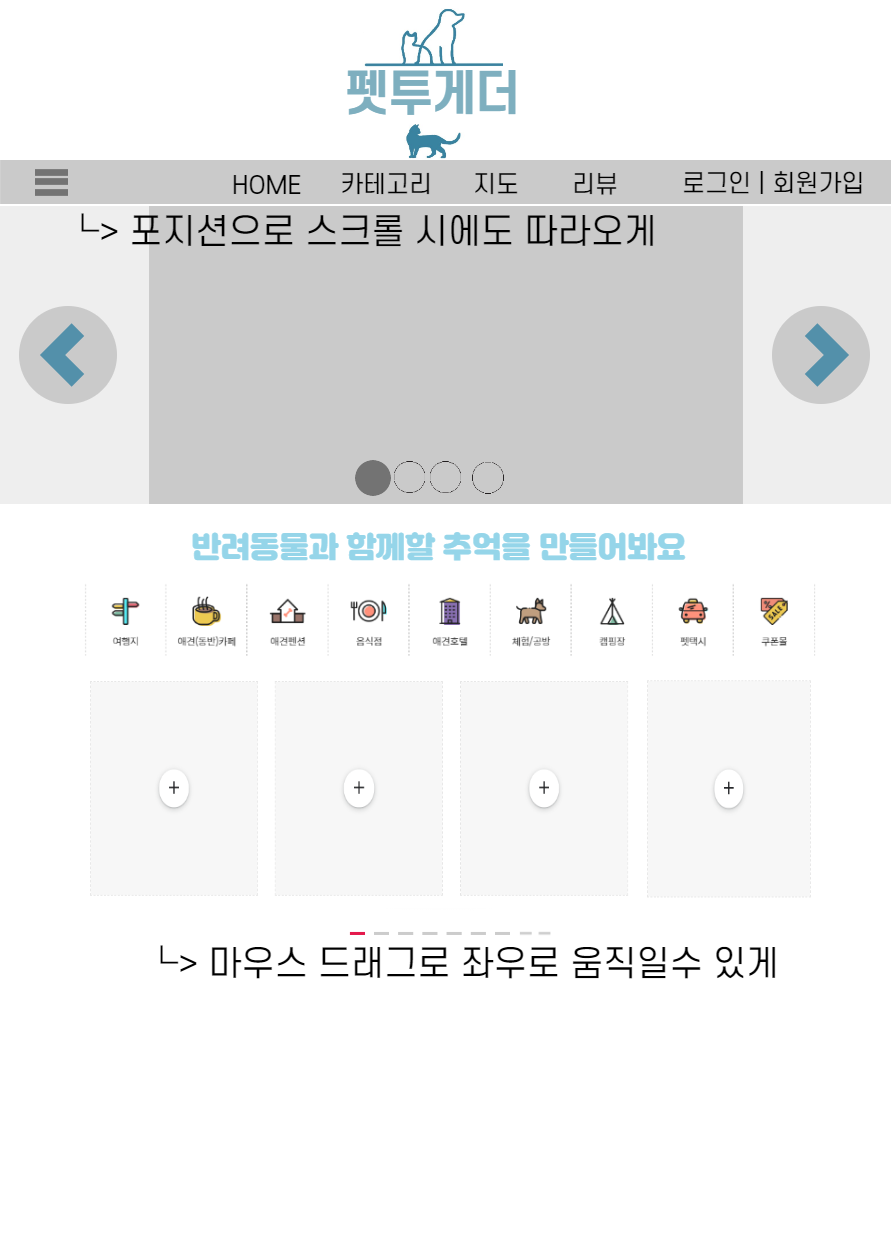 펫투게더
HOME 카테고리 지도 리뷰 로그인 | 회원가입
ㄴ> 포지션으로 스크롤 시에도 따라오게
반려동물과 함께할 추억을 만들어봐요
여행지 애견(동반)카페 애견펜션 음식점 애견호텔 체험/공방 캠핑장 펫택시 쿠폰몰
% SALE
+ + + +
ㄴ> 마우스 드래그로 좌우로 움직일수 있게